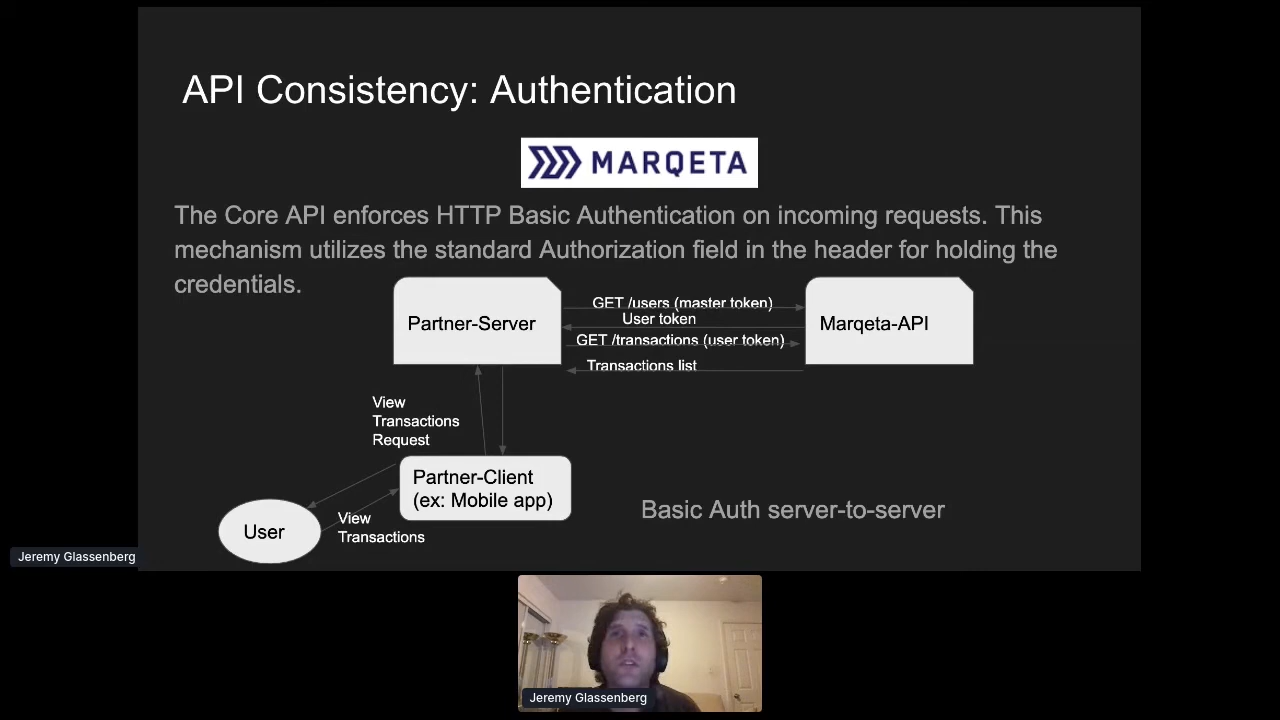 API Consistency: Authentication
MARQETA
The Core API enforces HTTP Basic Authentication on incoming requests. This
mechanism utilizes the standard Authorization field in the header for holding the
credentials.
Partner-Server
GET /users (master token)
User token
GET /transactions (user token)
Transactions list
Marqeta-API
View
Transactions
Request
Partner-Client
(ex: Mobile app)
Basic Auth server-to-server
User
View
Transactions
Jeremy Glassenberg
Jeremy Glassenberg